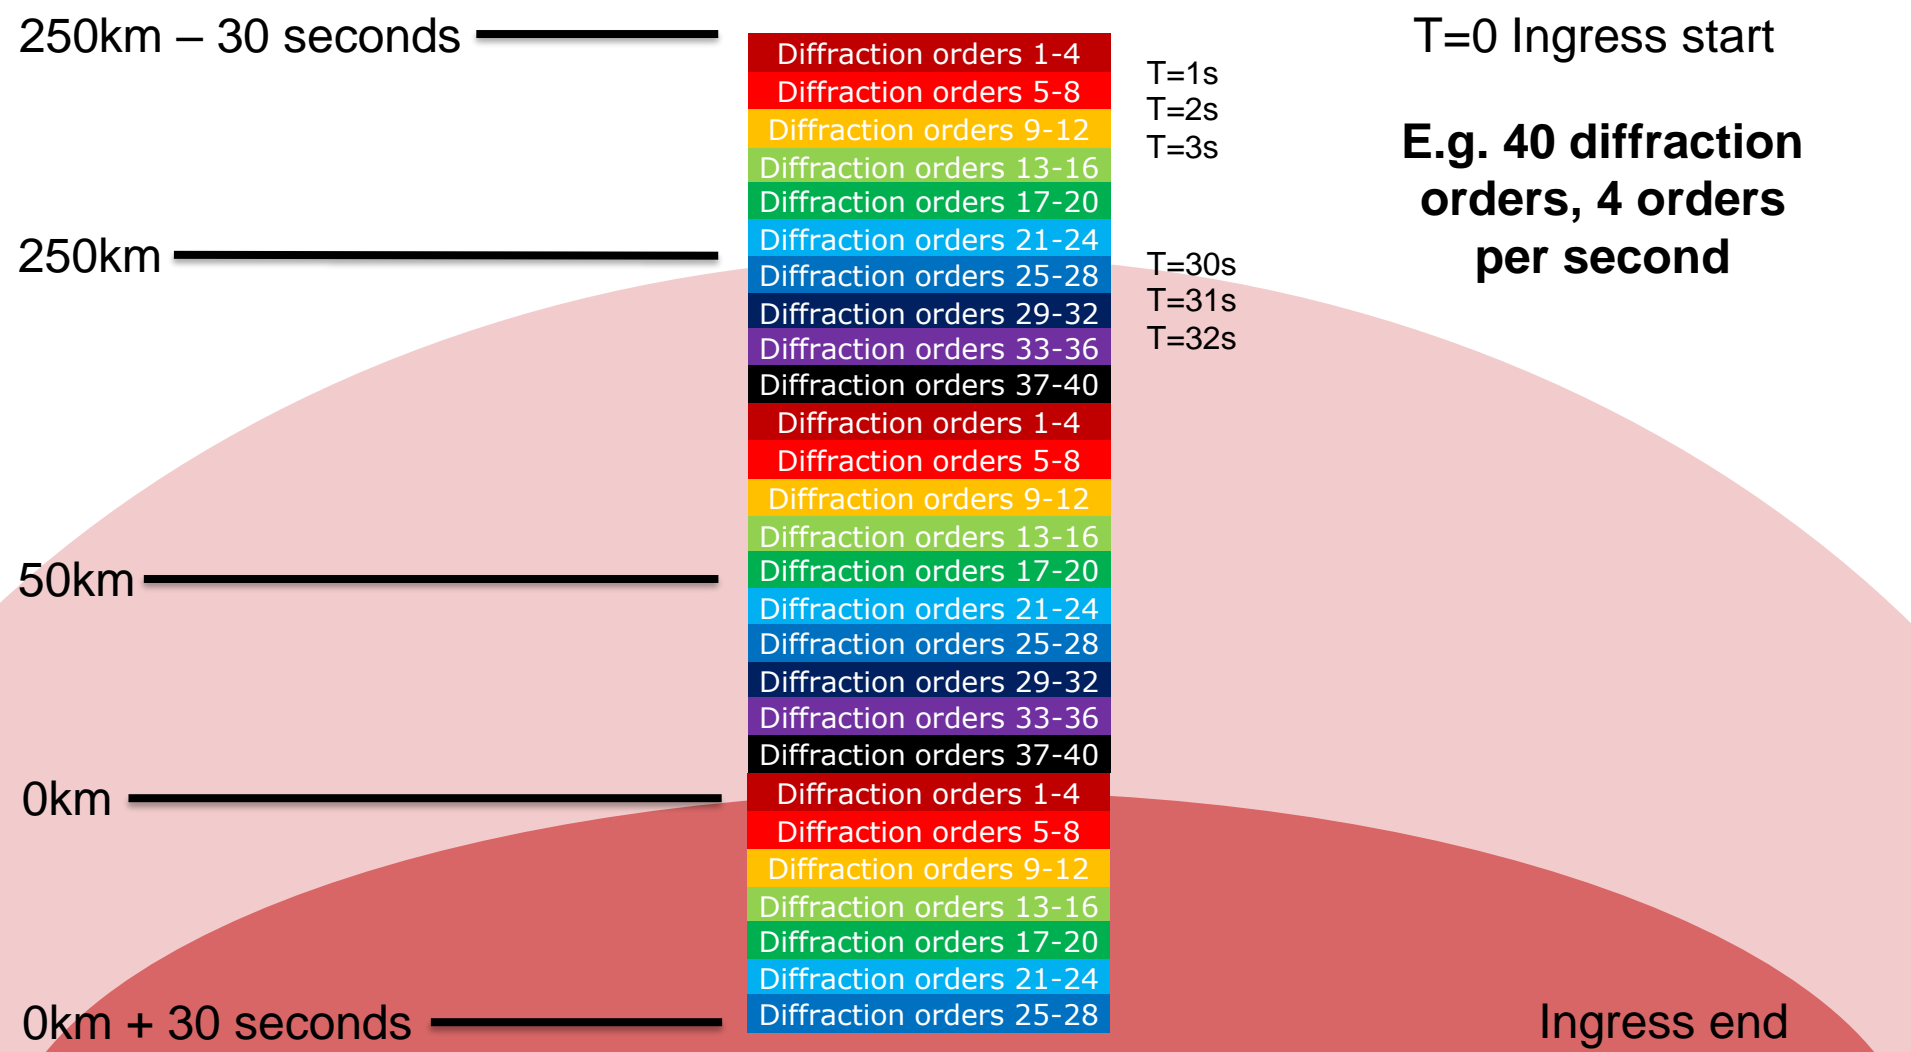 250km – 30 seconds
T=0 Ingress start
Diffraction orders 1-4
T=1s
Diffraction orders 5-8
T=2s
Diffraction orders 9-12
T=3s
E.g. 40 diffraction
orders, 4 orders
per second
Diffraction orders 13-16
Diffraction orders 17-20
Diffraction orders 21-24
250km
T=30s
Diffraction orders 25-28
T=31s
Diffraction orders 29-32
T=32s
Diffraction orders 33-36
Diffraction orders 37-40
Diffraction orders 1-4
Diffraction orders 5-8
Diffraction orders 9-12
Diffraction orders 13-16
Diffraction orders 17-20
50km
Diffraction orders 21-24
Diffraction orders 25-28
Diffraction orders 29-32
Diffraction orders 33-36
Diffraction orders 37-40
0km
Diffraction orders 1-4
Diffraction orders 5-8
Diffraction orders 9-12
Diffraction orders 13-16
Diffraction orders 17-20
Diffraction orders 21-24
Diffraction orders 25-28
0km + 30 seconds
Ingress end